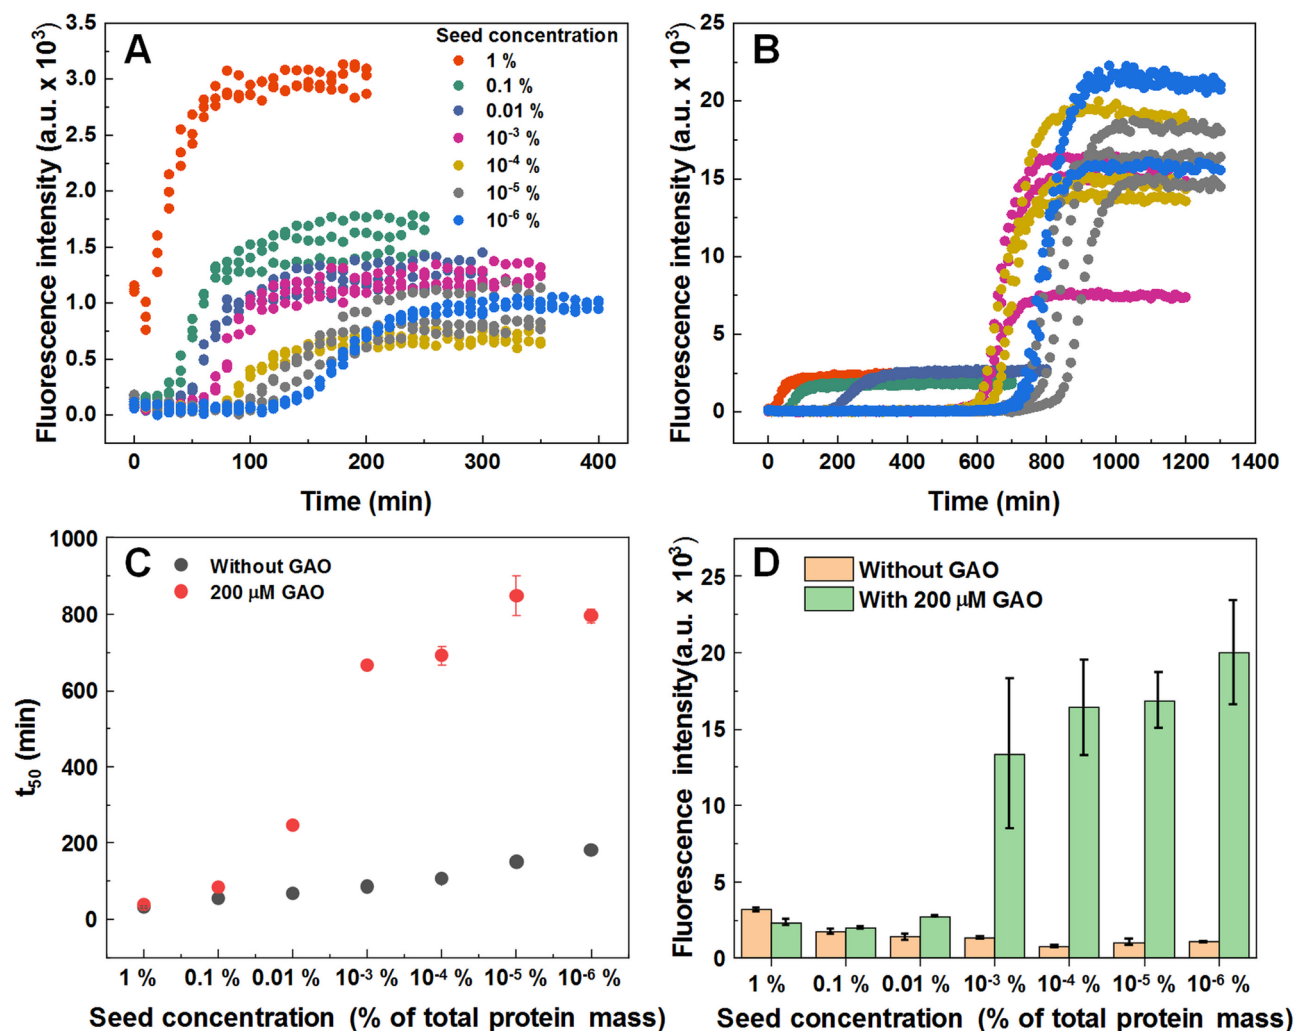 A
Seed concentration
1 %
0.1 %
0.01 %
10⁻³ %
10⁻⁴ %
10⁻⁵ %
10⁻⁶ %
Fluorescence intensity (a.u. x 10³)
3.5
3.0
2.5
2.0
1.5
1.0
0.5
0.0
0 100 200 300 400
Time (min)
B
Fluorescence intensity (a.u. x 10³)
25
20
15
10
5
0
0 200 400 600 800 1000 1200 1400
Time (min)
C
Without GAO
200 µM GAO
t₅₀ (min)
1000
800
600
400
200
0
1 % 0.1 % 0.01 % 10⁻³ % 10⁻⁴ % 10⁻⁵ % 10⁻⁶ %
Seed concentration (% of total protein mass)
D
Without GAO
With 200 µM GAO
Fluorescence intensity(a.u. x 10³)
25
20
15
10
5
0
1 % 0.1 % 0.01 % 10⁻³ % 10⁻⁴ % 10⁻⁵ % 10⁻⁶ %
Seed concentration (% of total protein mass)